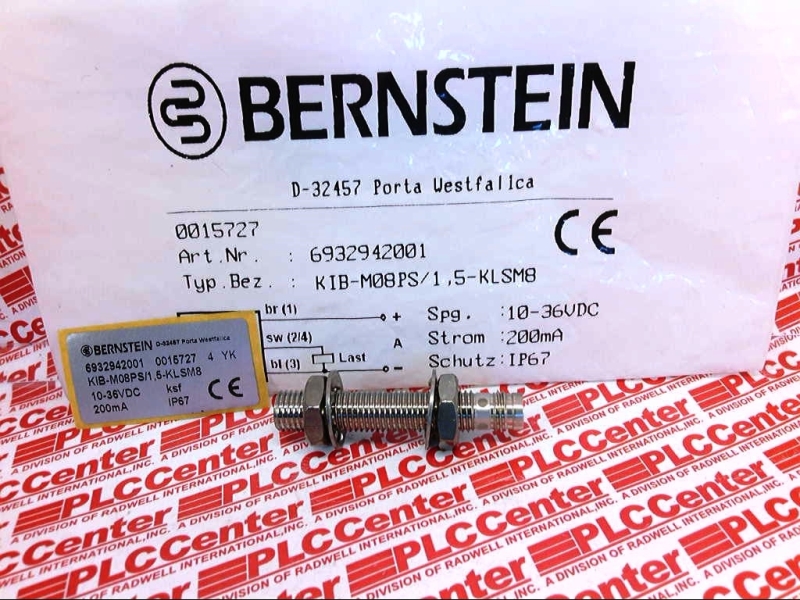 BERNSTEIN
D-32457 Porta Westfalica
0015727
Art.Nr. : 6932942001
Typ.Bez. : KIB-M08PS/1,5-KLSM8
CE
br (1)
+
sw (2/4)
A
bl (3)
Last
-
Spg. :10-36VDC
Strom :200mA
Schutz:IP67
BERNSTEIN D-32457 Porta Westfalica
6932942001 0015727 4 YK
KIB-M08PS/1,5-KLSM8
10-36VDC ksf
200mA IP67
CE
PLCCenter
A DIVISION OF RADWELL INTERNATIONAL, INC.